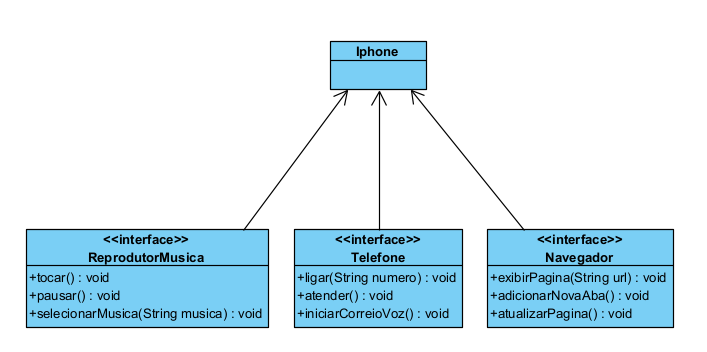 Iphone
<<interface>>
ReprodutorMusica
+tocar() : void
+pausar() : void
+selecionarMusica(String musica) : void
<<interface>>
Telefone
+ligar(String numero) : void
+atender() : void
+iniciarCorreioVoz() : void
<<interface>>
Navegador
+exibirPagina(String url) : void
+adicionarNovaAba() : void
+atualizarPagina() : void